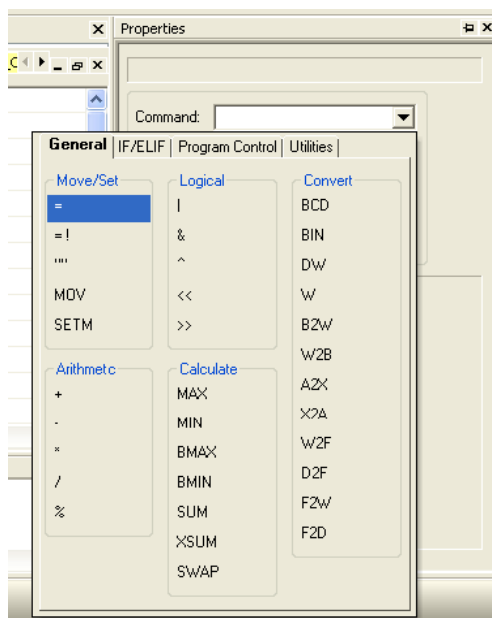 Properties
_C
Command:
General IF/ELIF Program Control Utilities
Move/Set
=
=!
""
MOV
SETM
Arithmetc
+
-
*
/
%
Logical
|
&
^
<<
>>
Calculate
MAX
MIN
BMAX
BMIN
SUM
XSUM
SWAP
Convert
BCD
BIN
DW
W
B2W
W2B
A2X
X2A
W2F
D2F
F2W
F2D